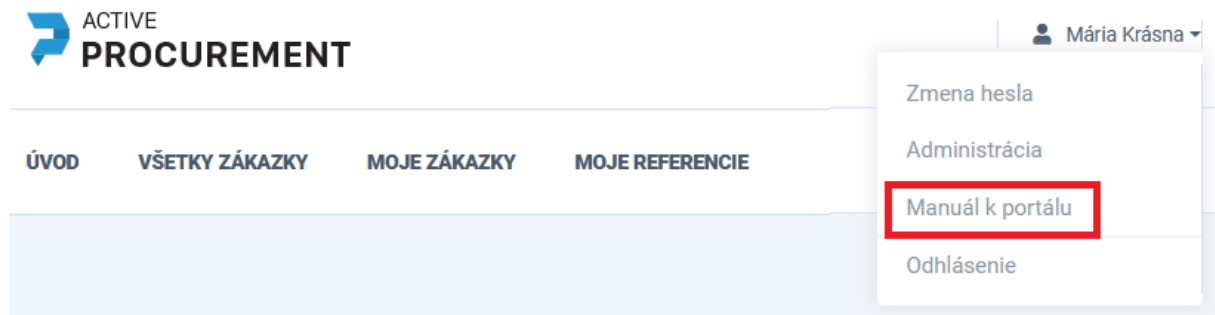 ACTIVE
PROCUREMENT
Mária Krásna
Zmena hesla
Administrácia
Manuál k portálu
Odhlásenie
ÚVOD VŠETKY ZÁKAZKY MOJE ZÁKAZKY MOJE REFERENCIE